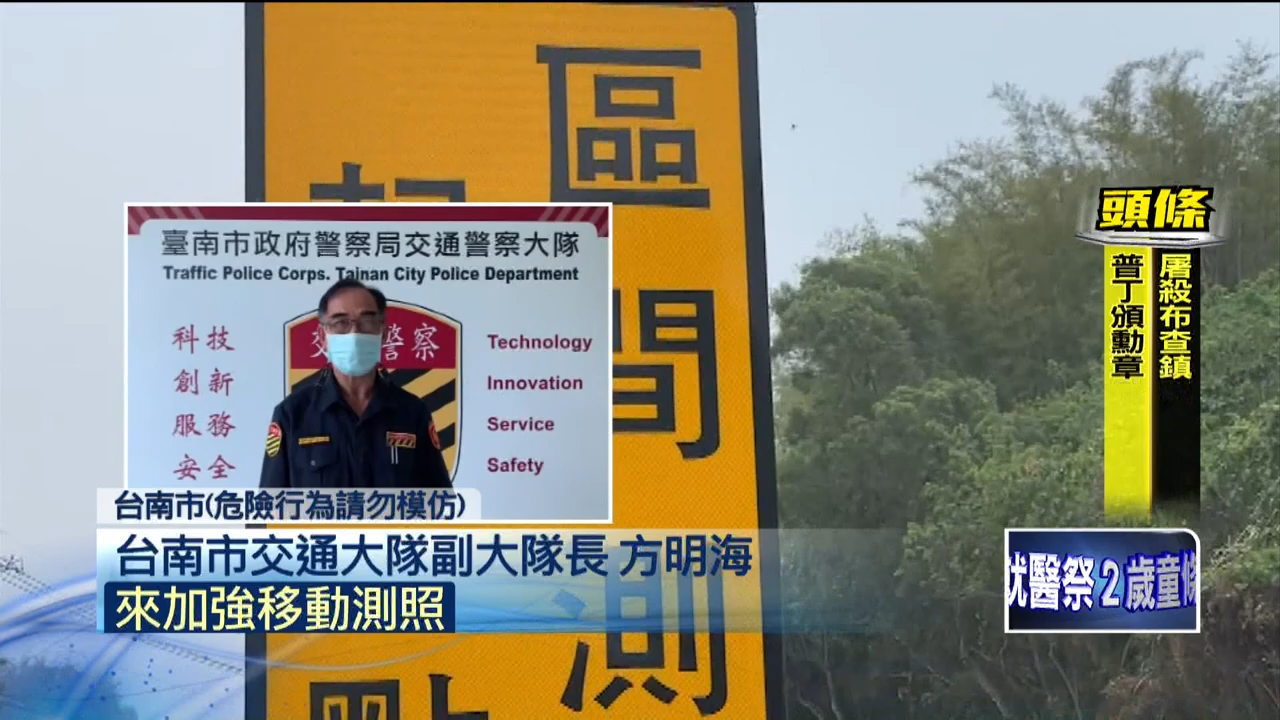 區間測
起
點
臺南市政府警察局交通警察大隊
Traffic Police Corps. Tainan City Police Department
警察
科技
創新
服務
安全
Technology
Innovation
Service
Safety
台南市(危險行為請勿模仿)
台南市交通大隊副大隊長 方明海
來加強移動測照
頭條
屠殺布查鎮
普丁頒勳章
醫祭2歲童